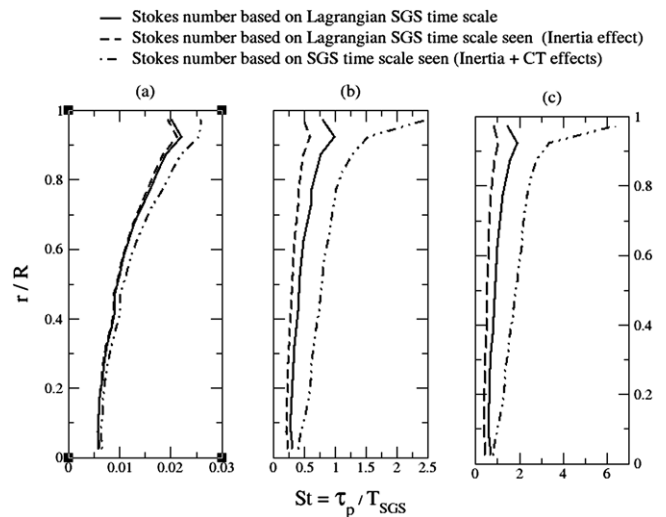 Stokes number based on Lagrangian SGS time scale
Stokes number based on Lagrangian SGS time scale seen (Inertia effect)
Stokes number based on SGS time scale seen (Inertia + CT effects)
(a)
(b)
(c)
1
0.8
0.6
0.4
0.2
0
r / R
0 0.01 0.02 0.03
0 0.5 1 1.5 2 2.5
0 2 4 6
1
0.8
0.6
0.4
0.2
0
St = τp / TSGS